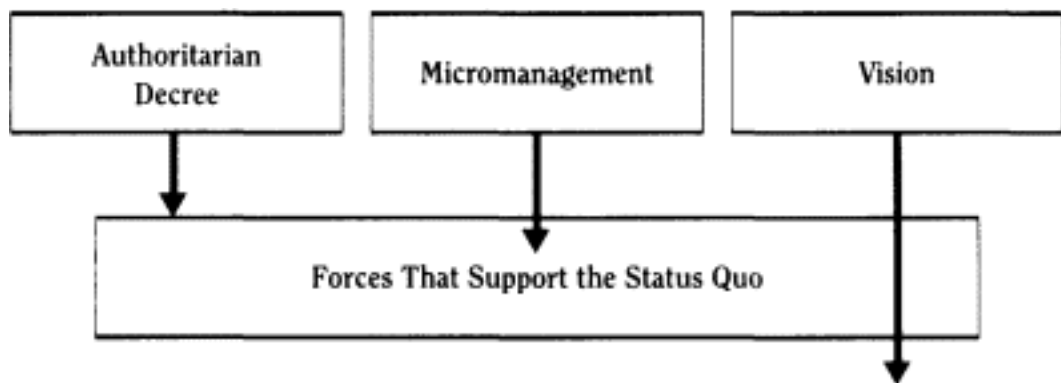 Authoritarian
Decree
Micromanagement
Vision
Forces That Support the Status Quo